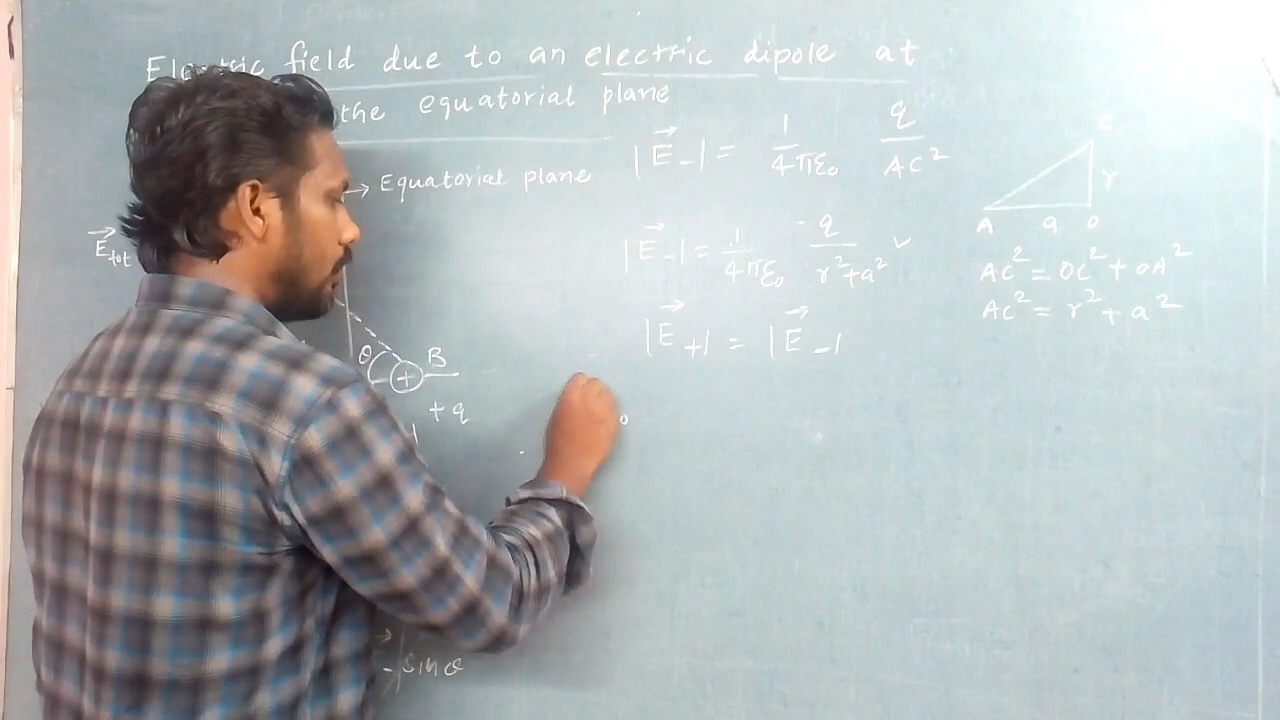 Electric field due to an electric dipole at
the equatorial plane
→ Equatorial plane
|E⃗₋| = 1/4πε₀ q/AC²
|E⃗₋| = 1/4πε₀ q/r²+a² ✓
|E⃗₊| = |E⃗₋|
E⃗tot
θ + B
+q
sinθ
C
r
A a O
AC² = OC² + OA²
AC² = r² + a²